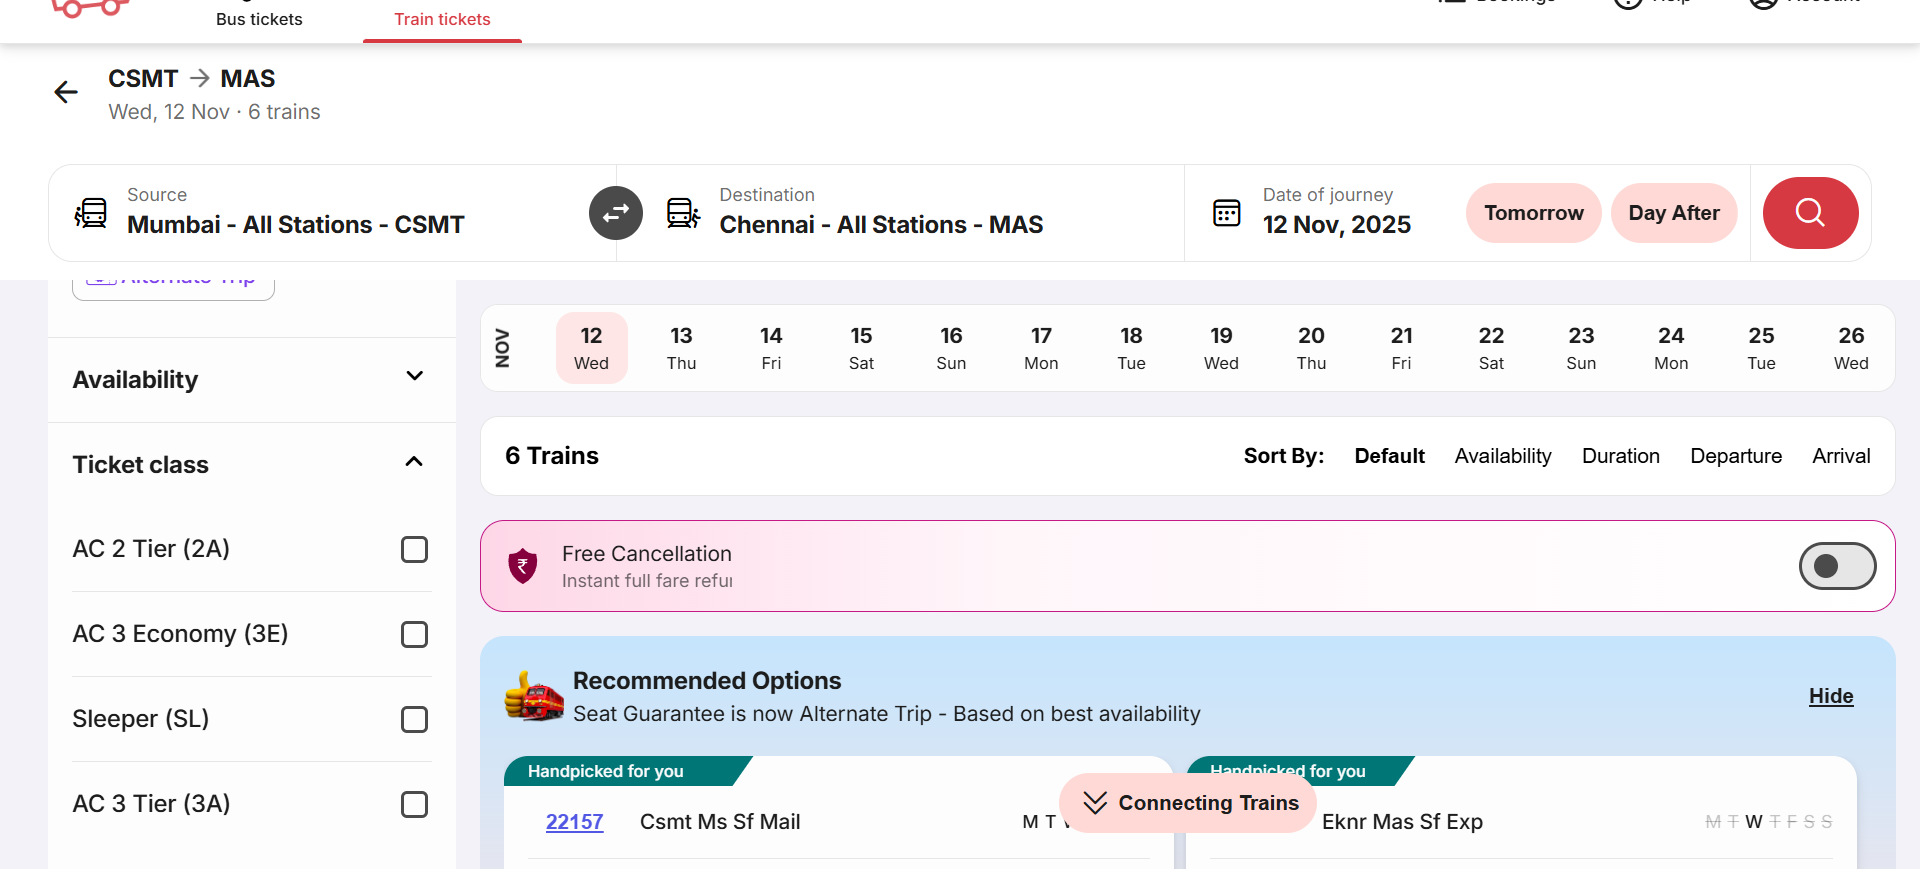 Bus tickets
Train tickets
CSMT → MAS
Wed, 12 Nov · 6 trains
Source
Mumbai - All Stations - CSMT
Destination
Chennai - All Stations - MAS
Date of journey
12 Nov, 2025
Tomorrow
Day After
Availability
Ticket class
AC 2 Tier (2A)
AC 3 Economy (3E)
Sleeper (SL)
AC 3 Tier (3A)
NOV
12 13 14 15 16 17 18 19 20 21 22 23 24 25 26
Wed Thu Fri Sat Sun Mon Tue Wed Thu Fri Sat Sun Mon Tue Wed
6 Trains
Sort By: Default Availability Duration Departure Arrival
Free Cancellation
Instant full fare refu
Recommended Options
Seat Guarantee is now Alternate Trip - Based on best availability
Hide
Handpicked for you
22157 Csmt Ms Sf Mail M T
Handpicked for you
Eknr Mas Sf Exp M T W T F S S
Connecting Trains